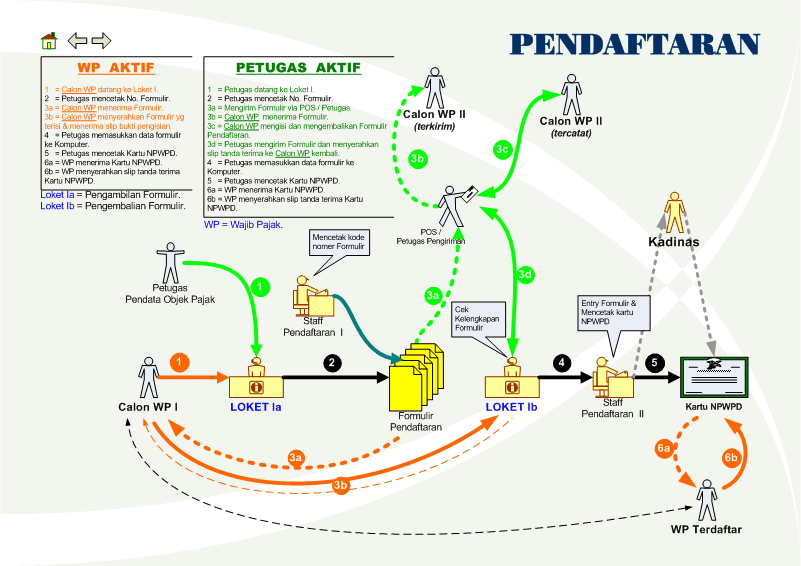 PENDAFTARAN
WP AKTIF
1 = Calon WP datang ke Loket I.
2 = Petugas mencetak No. Formulir.
3a = Calon WP menerima Formulir.
3b = Calon WP menyerahkan Formulir yg
terisi & menerima slip bukti pengisian.
4 = Petugas memasukkan data formulir
ke Komputer.
5 = Petugas mencetak Kartu NPWPD.
6a = WP menerima Kartu NPWPD.
6b = WP menyerahkan slip tanda terima
Kartu NPWPD.
Loket Ia = Pengambilan Formulir.
Loket Ib = Pengembalian Formulir.
PETUGAS AKTIF
1 = Petugas datang ke Loket I.
2 = Petugas mencetak No. Formulir.
3a = Mengirim Formulir via POS / Petugas.
3b = Calon WP menerima Formulir.
3c = Calon WP mengisi dan mengembalikan Formulir
Pendaftaran.
3d = Petugas mengirim Formulir dan menyerahkan
slip tanda terima ke Calon WP kembali.
4 = Petugas memasukkan data formulir ke
Komputer.
5 = Petugas mencetak Kartu NPWPD.
6a = WP menerima Kartu NPWPD.
6b = WP menyerahkan slip tanda terima Kartu
NPWPD.
WP = Wajib Pajak.
Calon WP II
(terkirim)
Calon WP II
(tercatat)
3b
3c
POS /
Petugas Pengiriman
Kadinas
Mencetak kode
nomer Formulir
Petugas
Pendata Objek Pajak
1
3a
3d
Staff
Pendaftaran I
Cek
Kelengkapan
Formulir
Entry Formulir &
Mencetak kartu
NPWPD
1
2
4
5
Calon WP I
LOKET Ia
Formulir
Pendaftaran
LOKET Ib
Staff
Pendaftaran II
Kartu NPWPD
3a
3b
6a
6b
WP Terdaftar